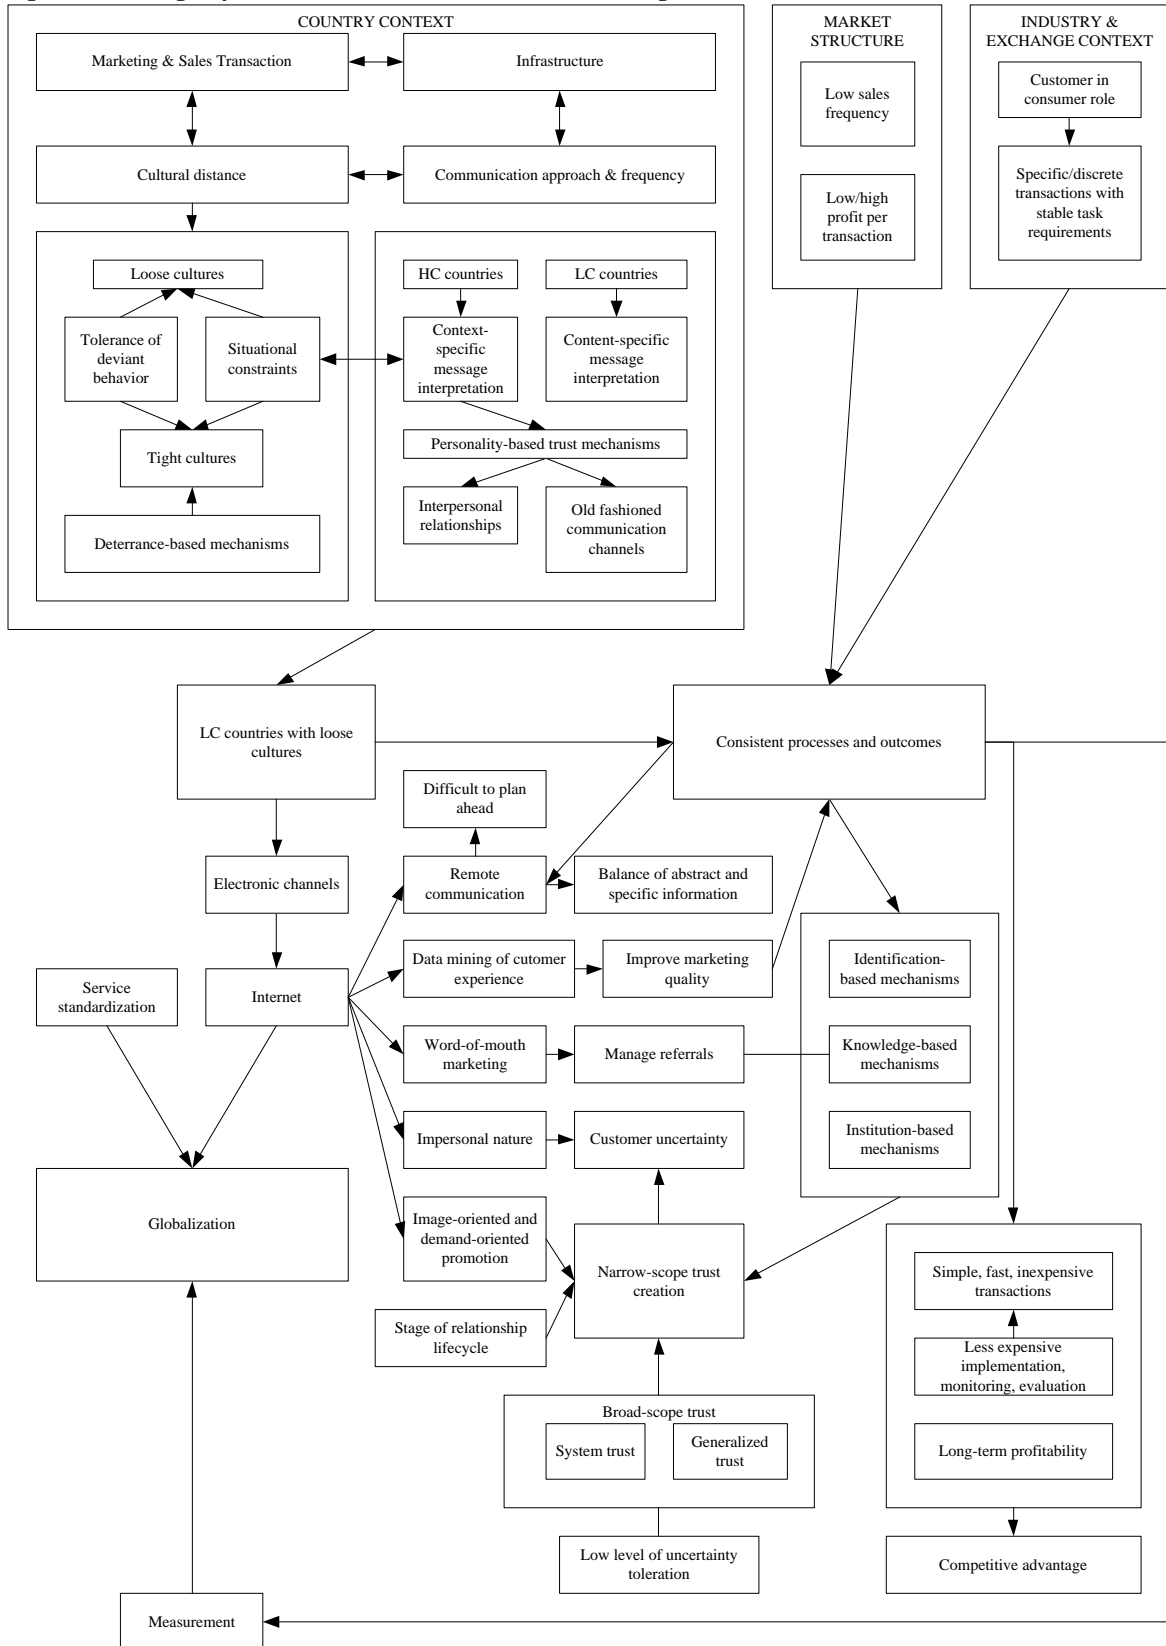 COUNTRY CONTEXT
Marketing & Sales Transaction
Infrastructure
Cultural distance
Communication approach & frequency
Loose cultures
Tolerance of
deviant
behavior
Situational
constraints
Tight cultures
Deterrance-based mechanisms
HC countries
LC countries
Context-
specific
message
interpretation
Content-specific
message
interpretation
Personality-based trust mechanisms
Interpersonal
relationships
Old fashioned
communication
channels
MARKET
STRUCTURE
Low sales
frequency
Low/high
profit per
transaction
INDUSTRY &
EXCHANGE CONTEXT
Customer in
consumer role
Specific/discrete
transactions with
stable task
requirements
LC countries with loose
cultures
Consistent processes and outcomes
Difficult to plan
ahead
Electronic channels
Remote
communication
Balance of abstract and
specific information
Service
standardization
Internet
Data mining of cutomer
experience
Improve marketing
quality
Identification-
based mechanisms
Word-of-mouth
marketing
Manage referrals
Knowledge-based
mechanisms
Impersonal nature
Customer uncertainty
Institution-based
mechanisms
Globalization
Image-oriented and
demand-oriented
promotion
Narrow-scope trust
creation
Stage of relationship
lifecycle
Simple, fast, inexpensive
transactions
Less expensive
implementation,
monitoring, evaluation
Long-term profitability
Broad-scope trust
System trust
Generalized
trust
Low level of uncertainty
toleration
Competitive advantage
Measurement